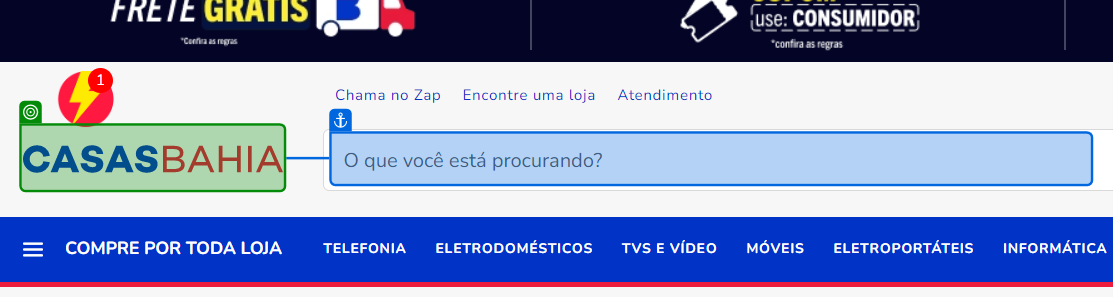 FRETE GRÁTIS
*Confira as regras
use: CONSUMIDOR
*confira as regras
1
Chama no Zap Encontre uma loja Atendimento
CASASBAHIA
O que você está procurando?
COMPRE POR TODA LOJA TELEFONIA ELETRODOMÉSTICOS TVS E VÍDEO MÓVEIS ELETROPORTÁTEIS INFORMÁTICA